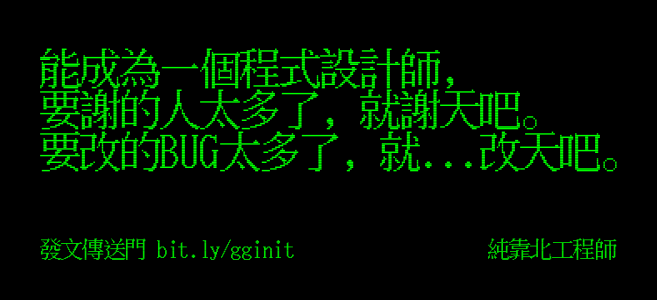 能成為一個程式設計師，
要謝的人太多了，就謝天吧。
要改的BUG太多了，就...改天吧。
發文傳送門 bit.ly/gginit
純靠北工程師